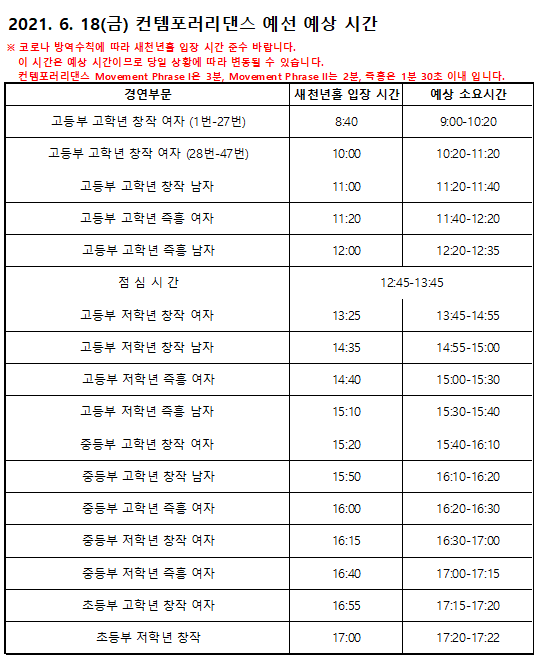 2021. 6. 18(금) 컨템포러리댄스 예선 예상 시간
※ 코로나 방역수칙에 따라 새천년홀 입장 시간 준수 바랍니다.
이 시간은 예상 시간이므로 당일 상황에 따라 변동될 수 있습니다.
컨템포러리댄스 Movement Phrase Ⅰ은 3분, Movement Phrase Ⅱ는 2분, 즉흥은 1분 30초 이내 입니다.
경연부문 새천년홀 입장 시간 예상 소요시간
고등부 고학년 창작 여자 (1번-27번) 8:40 9:00-10:20
고등부 고학년 창작 여자 (28번-47번) 10:00 10:20-11:20
고등부 고학년 창작 남자 11:00 11:20-11:40
고등부 고학년 즉흥 여자 11:20 11:40-12:20
고등부 고학년 즉흥 남자 12:00 12:20-12:35
점 심 시 간 12:45-13:45
고등부 저학년 창작 여자 13:25 13:45-14:55
고등부 저학년 창작 남자 14:35 14:55-15:00
고등부 저학년 즉흥 여자 14:40 15:00-15:30
고등부 저학년 즉흥 남자 15:10 15:30-15:40
중등부 고학년 창작 여자 15:20 15:40-16:10
중등부 고학년 창작 남자 15:50 16:10-16:20
중등부 고학년 즉흥 여자 16:00 16:20-16:30
중등부 저학년 창작 여자 16:15 16:30-17:00
중등부 저학년 즉흥 여자 16:40 17:00-17:15
초등부 고학년 창작 여자 16:55 17:15-17:20
초등부 저학년 창작 17:00 17:20-17:22